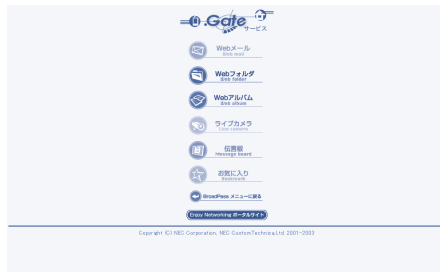 .Gate
サービス
Webメール
Web mail
Webフォルダ
Web folder
Webアルバム
Web album
ライブカメラ
Live camera
伝言板
Message board
お気に入り
Bookmark
BroadPass メニューに戻る
Enjoy Networking ポータルサイト
Copyright (C) NEC Corporation, NEC CustomTechnica,Ltd. 2001-2003